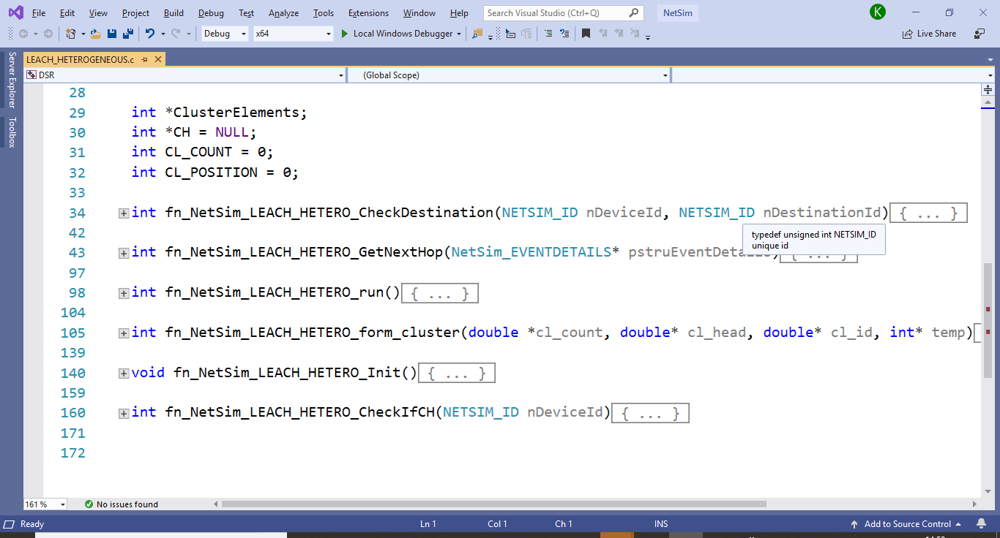 File Edit View Project Build Debug Test Analyze Tools Extensions Window Help Search Visual Studio (Ctrl+Q) NetSim K
Debug x64 Local Windows Debugger Live Share
Server Explorer
Toolbox
LEACH_HETEROGENEOUS.c
DSR (Global Scope)
28
29 int *ClusterElements;
30 int *CH = NULL;
31 int CL_COUNT = 0;
32 int CL_POSITION = 0;
33
34 int fn_NetSim_LEACH_HETERO_CheckDestination(NETSIM_ID nDeviceId, NETSIM_ID nDestinationId){ ... }
typedef unsigned int NETSIM_ID
unique id
42
43 int fn_NetSim_LEACH_HETERO_GetNextHop(NetSim_EVENTDETAILS* pstruEventDetails){ ... }
97
98 int fn_NetSim_LEACH_HETERO_run(){ ... }
104
105 int fn_NetSim_LEACH_HETERO_form_cluster(double *cl_count, double* cl_head, double* cl_id, int* temp)
139
140 void fn_NetSim_LEACH_HETERO_Init(){ ... }
159
160 int fn_NetSim_LEACH_HETERO_CheckIfCH(NETSIM_ID nDeviceId){ ... }
171
172
161 % No issues found
Ready Ln 1 Col 1 Ch 1 INS Add to Source Control